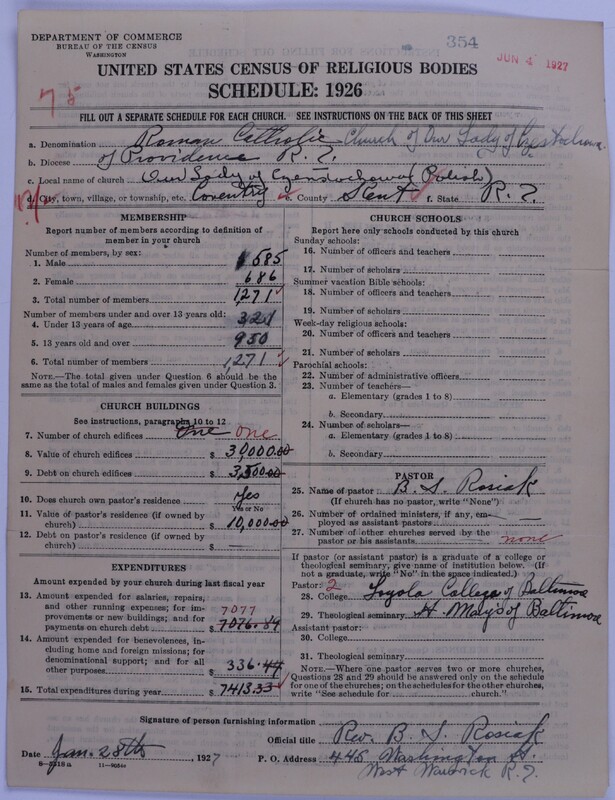 DEPARTMENT OF COMMERCE
BUREAU OF THE CENSUS
WASHINGTON
354
JUN 4 1927
UNITED STATES CENSUS OF RELIGIOUS BODIES
SCHEDULE: 1926
75
FILL OUT A SEPARATE SCHEDULE FOR EACH CHURCH. SEE INSTRUCTIONS ON THE BACK OF THIS SHEET
a. Denomination Roman Catholic Church of Our Lady of Czestochowa
b. Diocese of Providence R. I.
c. Local name of church Our Lady of Czenstochowa (Polish)
d. City, town, village, or township, etc. Coventry e. County Kent f. State R. I.
MEMBERSHIP
Report number of members according to definition of
member in your church
Number of members, by sex:
1. Male 585
2. Female 686
3. Total number of members 1271
Number of members under and over 13 years old:
4. Under 13 years of age 321
5. 13 years old and over 950
6. Total number of members 1,271
NOTE.—The total given under Question 6 should be the
same as the total of males and females given under Question 3.
CHURCH BUILDINGS
See instructions, paragraphs 10 to 12
7. Number of church edifices One one
8. Value of church edifices $ 30,000.00
9. Debt on church edifices $ 3,500.00
10. Does church own pastor's residence Yes
Yes or No
11. Value of pastor's residence (if owned by
church) $ 10,000.00
12. Debt on pastor's residence (if owned by
church) $ —
EXPENDITURES
Amount expended by your church during last fiscal year
13. Amount expended for salaries, repairs,
and other running expenses; for im- 7077
provements or new buildings; and for
payments on church debt $ 7076.89
14. Amount expended for benevolences, in-
cluding home and foreign missions; for
denominational support; and for all
other purposes $ 336.44
15. Total expenditures during year $ 7413.33
CHURCH SCHOOLS
Report here only schools conducted by this church
Sunday schools:
16. Number of officers and teachers
17. Number of scholars
Summer vacation Bible schools:
18. Number of officers and teachers
19. Number of scholars
Week-day religious schools:
20. Number of officers and teachers
21. Number of scholars
Parochial schools:
22. Number of administrative officers
23. Number of teachers—
a. Elementary (grades 1 to 8)
b. Secondary
24. Number of scholars—
a. Elementary (grades 1 to 8)
b. Secondary
PASTOR
25. Name of pastor B. S. Rosiak
(If church has no pastor, write "None")
26. Number of ordained ministers, if any, em-
ployed as assistant pastors —
27. Number of other churches served by the
pastor or his assistants none
If pastor (or assistant pastor) is a graduate of a college or
theological seminary, give name of institution below. (If
not a graduate, write "No" in the space indicated.)
Pastor: 2
28. College Loyola College of Baltimore
29. Theological seminary St. Mary's of Baltimore
Assistant pastor:
30. College
31. Theological seminary
NOTE.—Where one pastor serves two or more churches,
Questions 28 and 29 should be answered only on the schedule
for one of the churches; on the schedules for the other churches,
write "See schedule for church."
Signature of person furnishing information
Official title Rev. B. S. Rosiak
Date Jan. 28th, 1927 P. O. Address 445 Washington St.
West Warwick R. I.